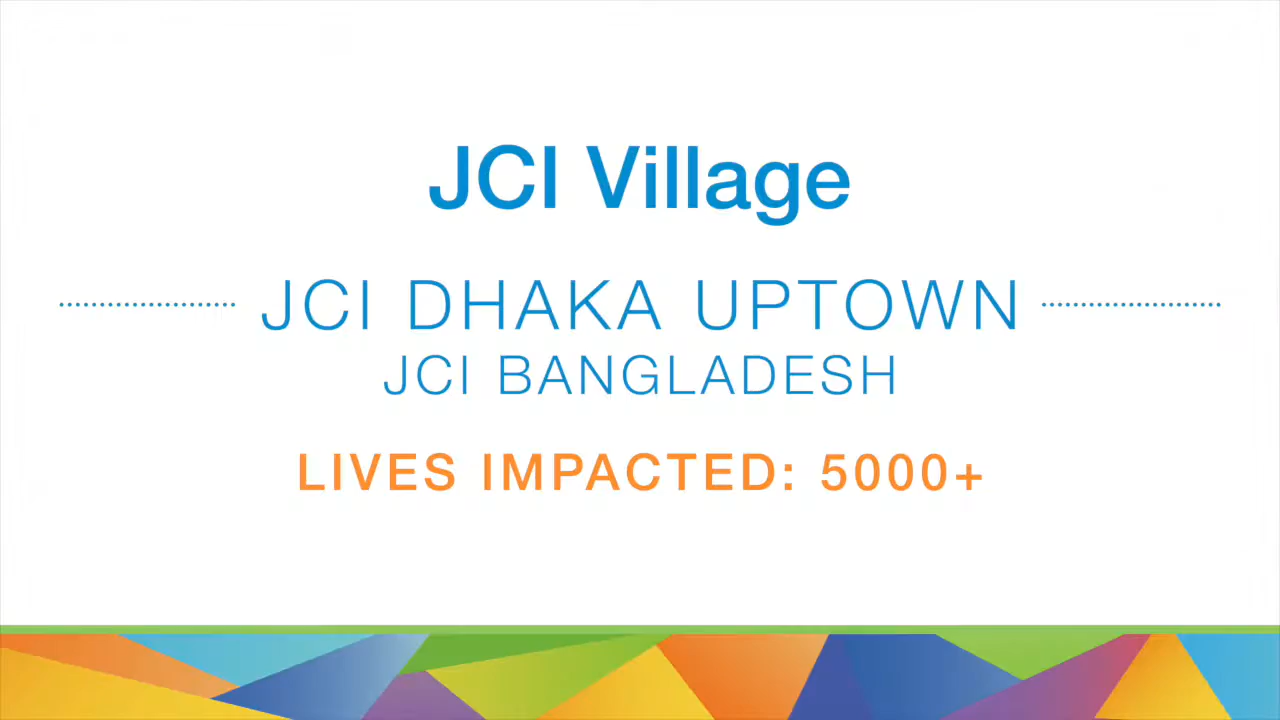 JCI Village
JCI DHAKA UPTOWN
JCI BANGLADESH
LIVES IMPACTED: 5000+